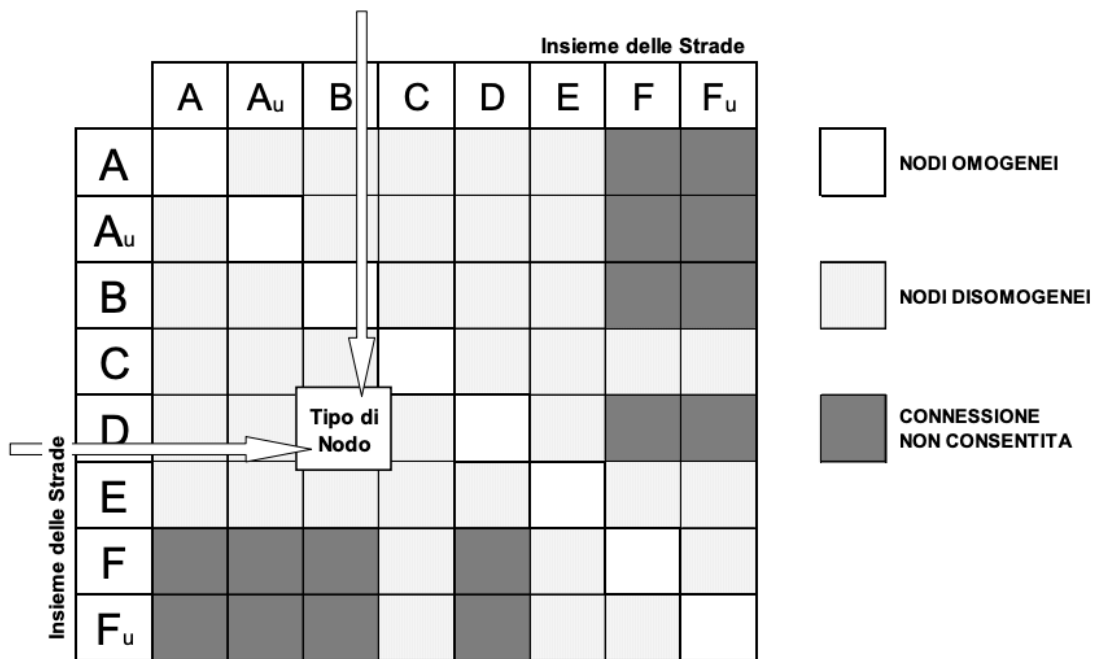 Insieme delle Strade
A Au B C D E F Fu
A
Au
B
C
D
E
F
Fu
Insieme delle Strade
Tipo di
Nodo
NODI OMOGENEI
NODI DISOMOGENEI
CONNESSIONE
NON CONSENTITA